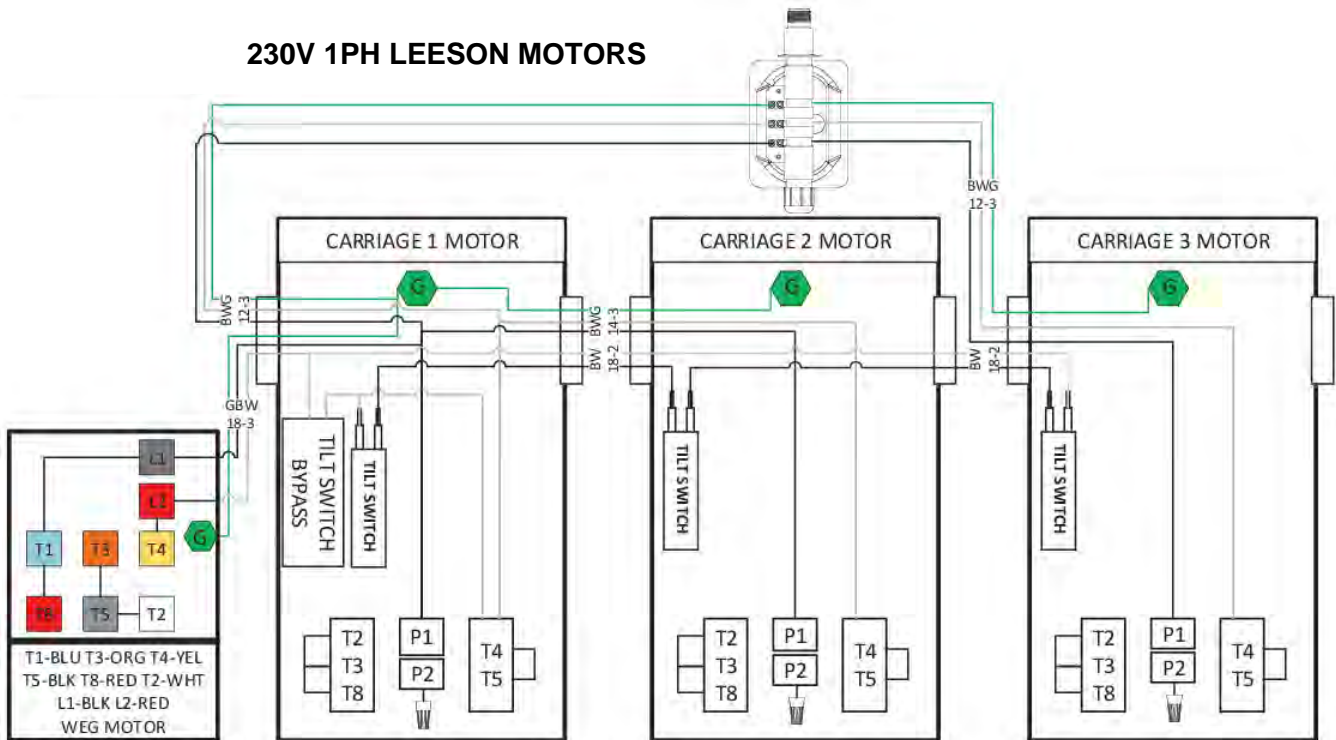 230V 1PH LEESON MOTORS
BWG
12-3
CARRIAGE 1 MOTOR
CARRIAGE 2 MOTOR
CARRIAGE 3 MOTOR
G
G
G
BWG
12-3
BWG
14-3
BW
18-2
BW
18-2
GBW
18-3
TILT SWITCH
BYPASS
TILT SWITCH
TILT SWITCH
TILT SWITCH
L1
L2
G
T1
T3
T4
T8
T5
T2
T2
T3
T8
P1
P2
T4
T5
T2
T3
T8
P1
P2
T4
T5
T2
T3
T8
P1
P2
T4
T5
T1-BLU T3-ORG T4-YEL
T5-BLK T8-RED T2-WHT
L1-BLK L2-RED
WEG MOTOR